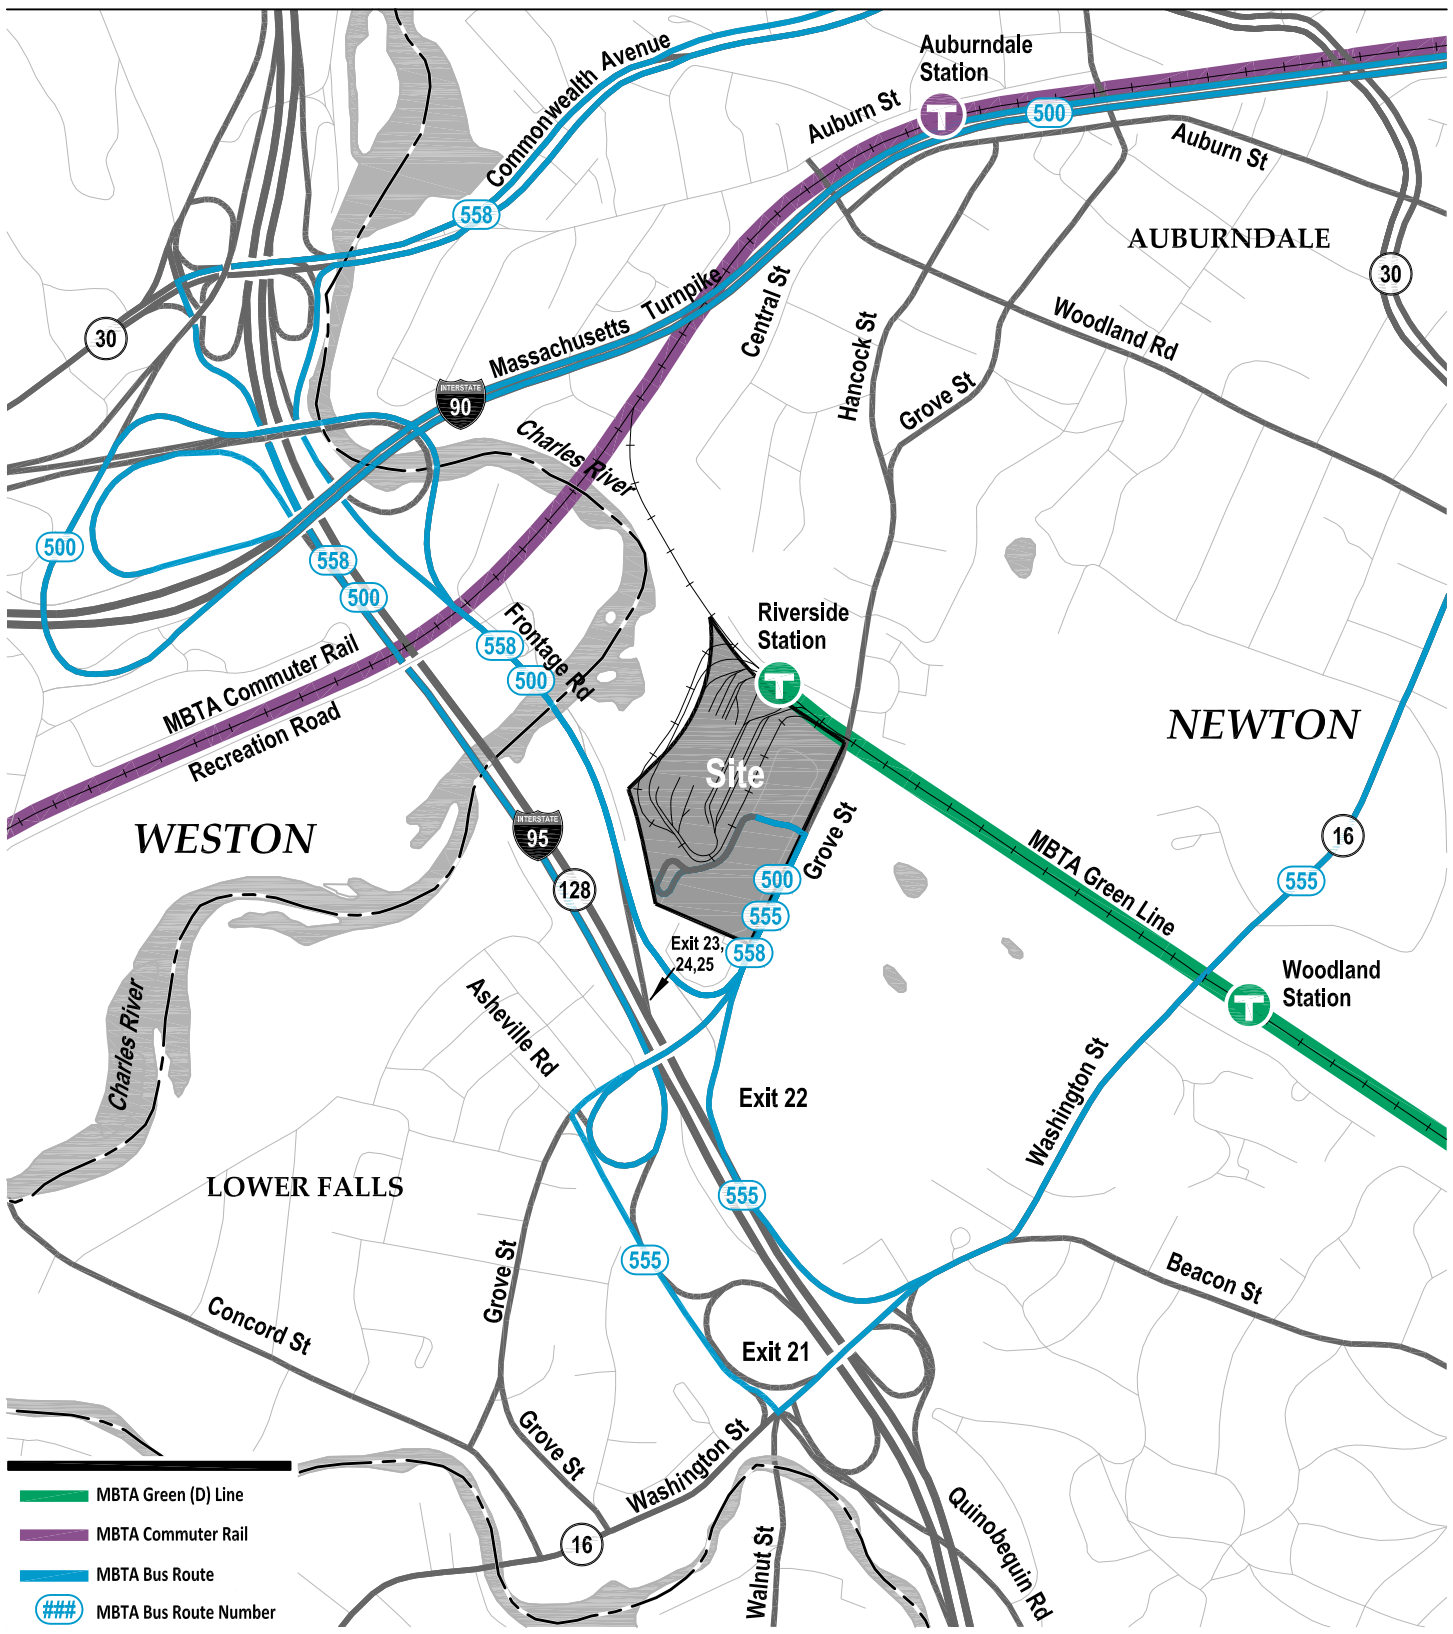 Commonwealth Avenue
Auburndale
Station
T
Auburn St
500
Auburn St
558
AUBURNDALE
30
30
Massachusetts Turnpike
Central St
Hancock St
Woodland Rd
Grove St
INTERSTATE
90
Charles River
500
558
500
Riverside
Station
T
Frontage Rd
558
500
MBTA Commuter Rail
Recreation Road
NEWTON
Site
WESTON
INTERSTATE
95
128
Grove St
MBTA Green Line
16
555
500
555
558
Exit 23,
24,25
Woodland
Station
T
Asheville Rd
Charles River
Washington St
Exit 22
LOWER FALLS
555
555
Grove St
Beacon St
Concord St
Exit 21
Grove St
Washington St
16
Walnut St
Quinobequin Rd
MBTA Green (D) Line
MBTA Commuter Rail
MBTA Bus Route
### MBTA Bus Route Number